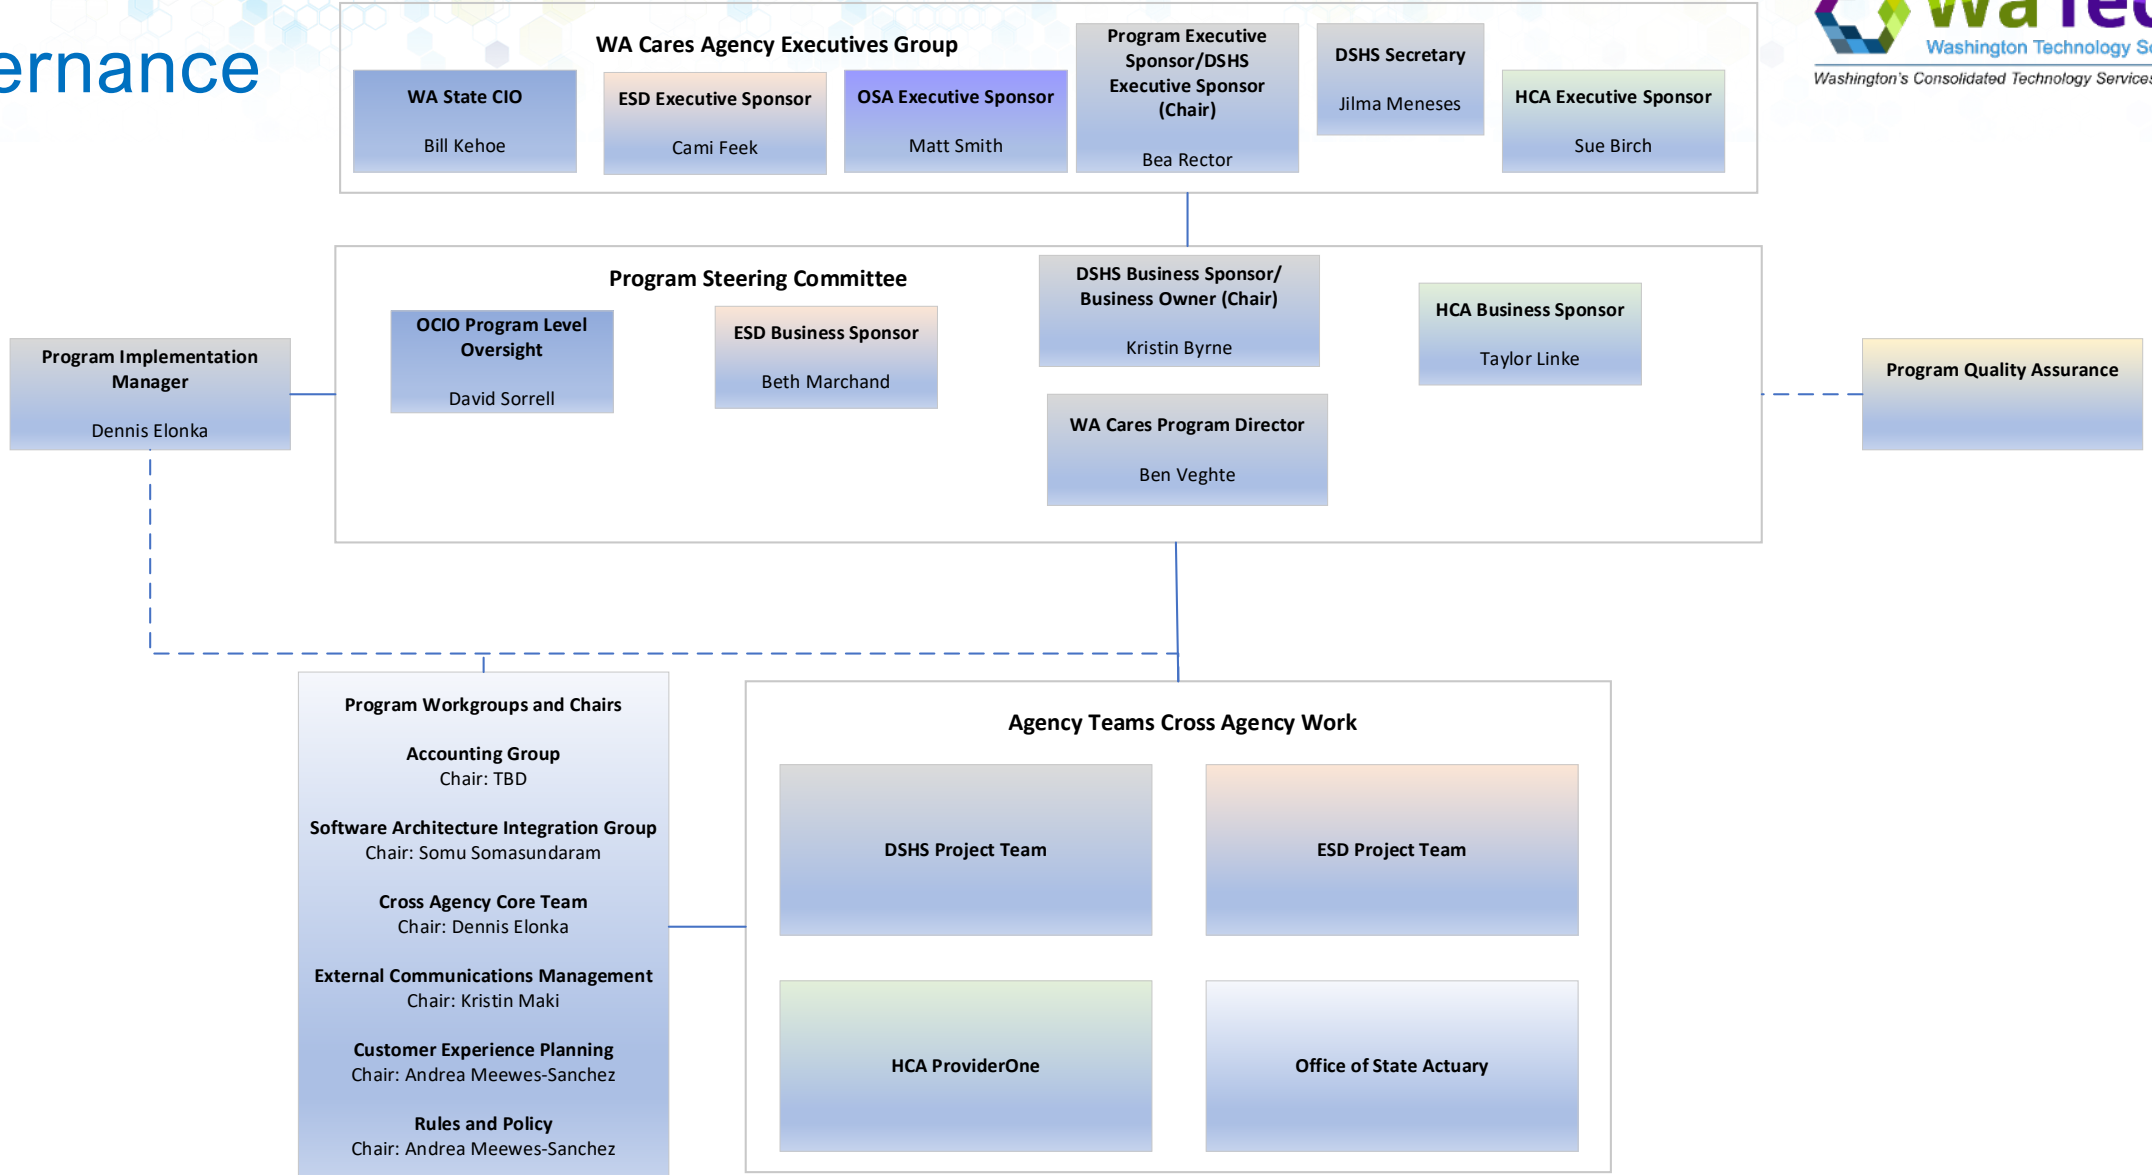 ernance
WA Cares Agency Executives Group
WA State CIO
Bill Kehoe
ESD Executive Sponsor
Cami Feek
OSA Executive Sponsor
Matt Smith
Program Executive
Sponsor/DSHS
Executive Sponsor
(Chair)
Bea Rector
DSHS Secretary
Jilma Meneses
HCA Executive Sponsor
Sue Birch
Washington Technology
Washington's Consolidated Technology Services
Program Steering Committee
OCIO Program Level
Oversight
David Sorrell
ESD Business Sponsor
Beth Marchand
DSHS Business Sponsor/
Business Owner (Chair)
Kristin Byrne
HCA Business Sponsor
Taylor Linke
WA Cares Program Director
Ben Veghte
Program Implementation
Manager
Dennis Elonka
Program Quality Assurance
Program Workgroups and Chairs
Accounting Group
Chair: TBD
Software Architecture Integration Group
Chair: Somu Somasundaram
Cross Agency Core Team
Chair: Dennis Elonka
External Communications Management
Chair: Kristin Maki
Customer Experience Planning
Chair: Andrea Meewes-Sanchez
Rules and Policy
Chair: Andrea Meewes-Sanchez
Agency Teams Cross Agency Work
DSHS Project Team
ESD Project Team
HCA ProviderOne
Office of State Actuary